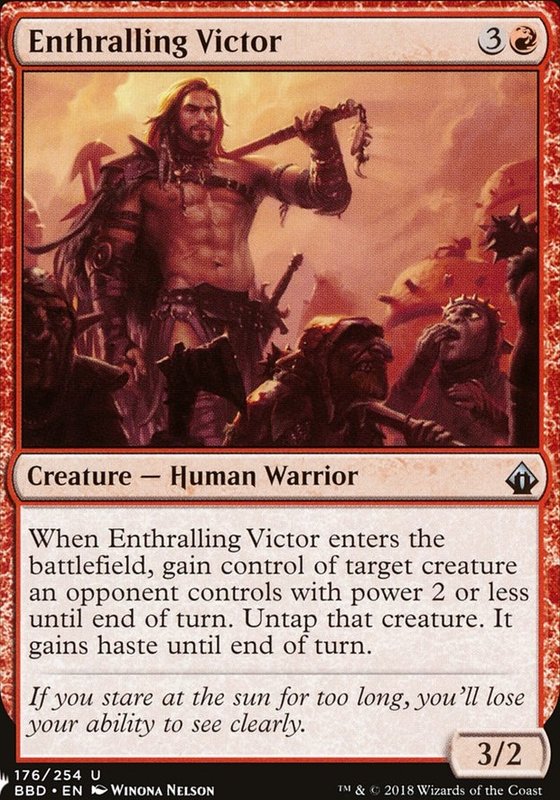 Enthralling Victor 3
Creature — Human Warrior
When Enthralling Victor enters the
battlefield, gain control of target creature
an opponent controls with power 2 or less
until end of turn. Untap that creature. It
gains haste until end of turn.
If you stare at the sun for too long, you'll lose
your ability to see clearly.
3/2
176/254 U
BBD • EN Winona Nelson
™ & © 2018 Wizards of the Coast